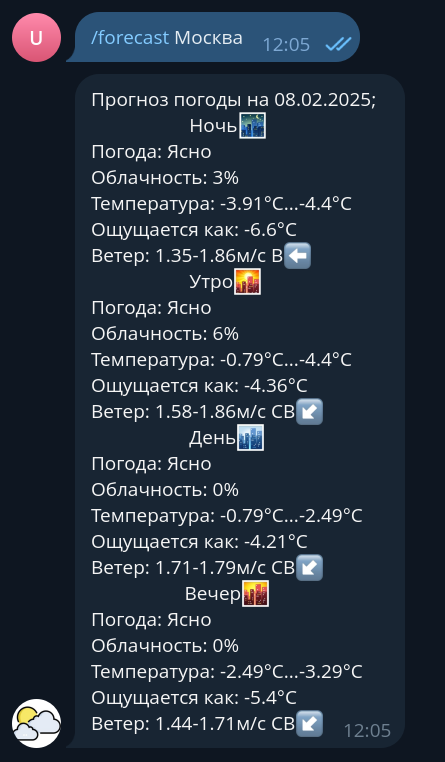 U
/forecast Москва 12:05
Прогноз погоды на 08.02.2025;
Ночь🌃
Погода: Ясно
Облачность: 3%
Температура: -3.91°C...-4.4°C
Ощущается как: -6.6°C
Ветер: 1.35-1.86м/с В⬅️
Утро🌇
Погода: Ясно
Облачность: 6%
Температура: -0.79°C...-4.4°C
Ощущается как: -4.36°C
Ветер: 1.58-1.86м/с СВ↙️
День🏙️
Погода: Ясно
Облачность: 0%
Температура: -0.79°C...-2.49°C
Ощущается как: -4.21°C
Ветер: 1.71-1.79м/с СВ↙️
Вечер🌆
Погода: Ясно
Облачность: 0%
Температура: -2.49°C...-3.29°C
Ощущается как: -5.4°C
Ветер: 1.44-1.71м/с СВ↙️ 12:05